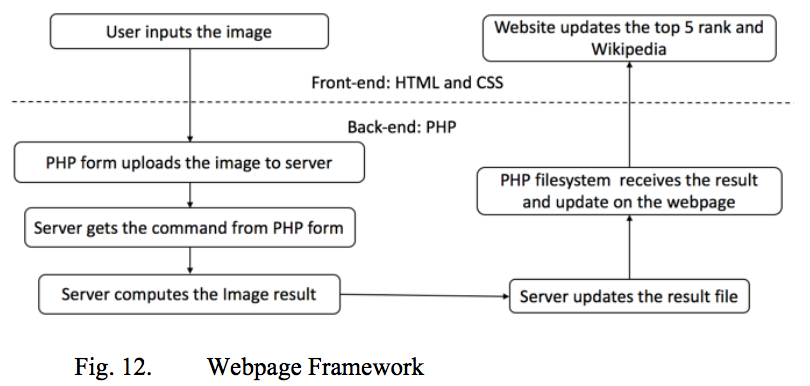 User inputs the image
Website updates the top 5 rank and
Wikipedia
Front-end: HTML and CSS
Back-end: PHP
PHP form uploads the image to server
PHP filesystem receives the result
and update on the webpage
Server gets the command from PHP form
Server computes the Image result
Server updates the result file
Fig. 12. Webpage Framework